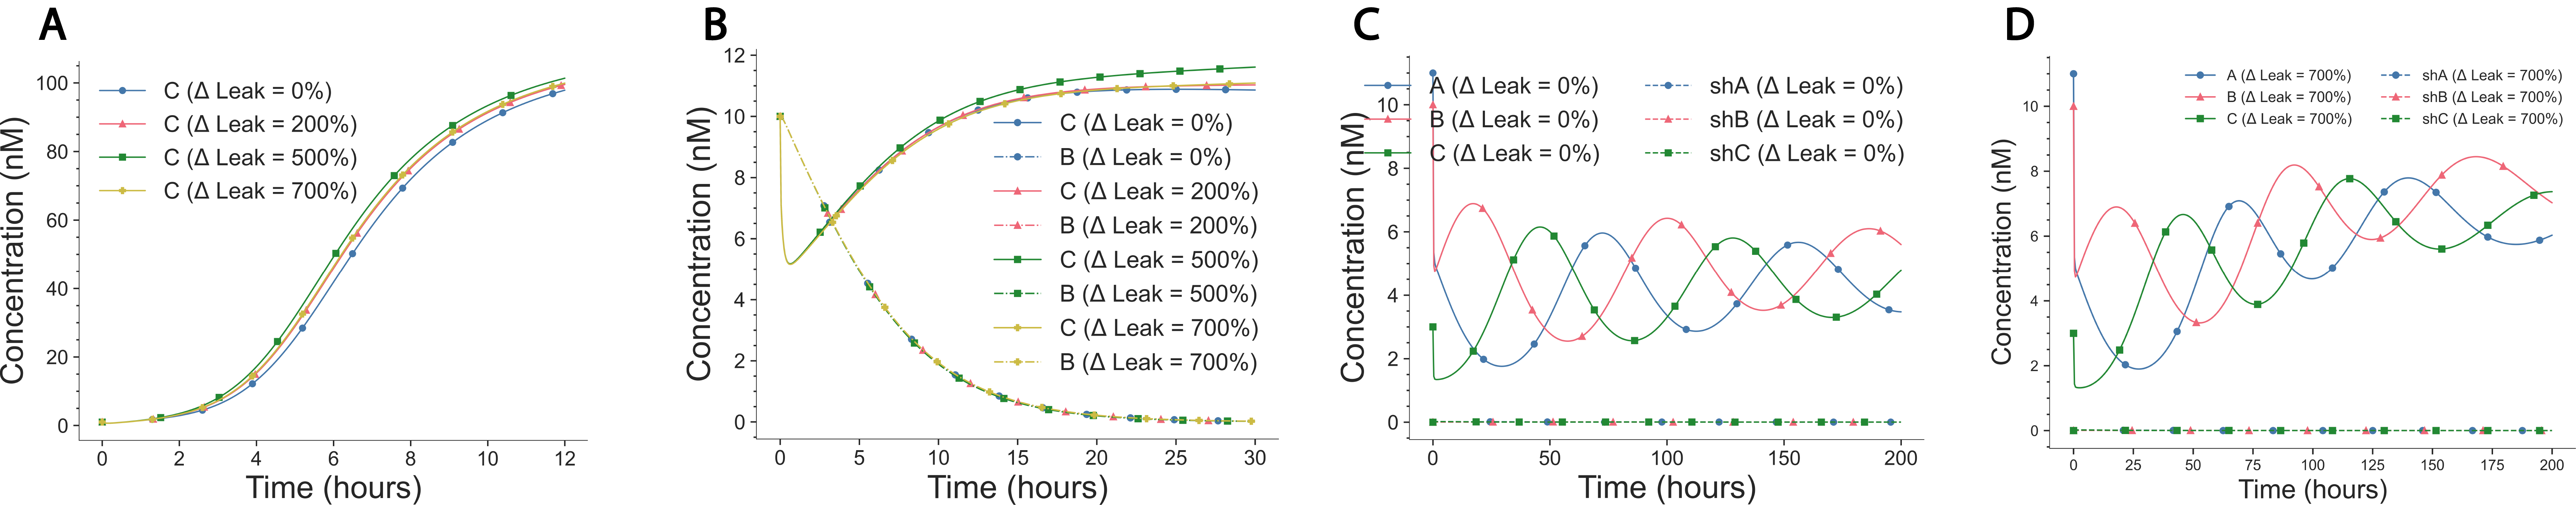 A
Concentration (nM)
100
80
60
40
20
0
C (Δ Leak = 0%)
C (Δ Leak = 200%)
C (Δ Leak = 500%)
C (Δ Leak = 700%)
0 2 4 6 8 10 12
Time (hours)
B
Concentration (nM)
12
10
8
6
4
2
0
C (Δ Leak = 0%)
B (Δ Leak = 0%)
C (Δ Leak = 200%)
B (Δ Leak = 200%)
C (Δ Leak = 500%)
B (Δ Leak = 500%)
C (Δ Leak = 700%)
B (Δ Leak = 700%)
0 5 10 15 20 25 30
Time (hours)
C
Concentration (nM)
10
8
6
4
2
0
A (Δ Leak = 0%) shA (Δ Leak = 0%)
B (Δ Leak = 0%) shB (Δ Leak = 0%)
C (Δ Leak = 0%) shC (Δ Leak = 0%)
0 50 100 150 200
Time (hours)
D
Concentration (nM)
10
8
6
4
2
0
A (Δ Leak = 700%) shA (Δ Leak = 700%)
B (Δ Leak = 700%) shB (Δ Leak = 700%)
C (Δ Leak = 700%) shC (Δ Leak = 700%)
0 25 50 75 100 125 150 175 200
Time (hours)